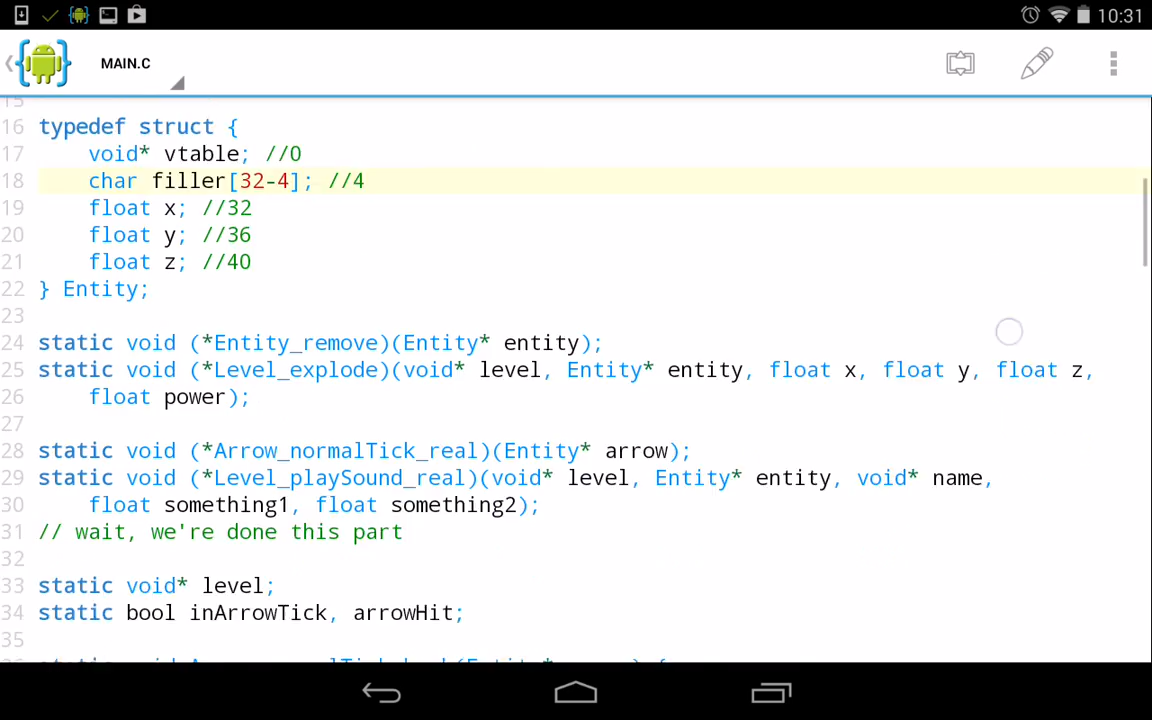 10:31
MAIN.C
15
16 typedef struct {
17 void* vtable; //0
18 char filler[32-4]; //4
19 float x; //32
20 float y; //36
21 float z; //40
22 } Entity;
23
24 static void (*Entity_remove)(Entity* entity);
25 static void (*Level_explode)(void* level, Entity* entity, float x, float y, float z,
26 float power);
27
28 static void (*Arrow_normalTick_real)(Entity* arrow);
29 static void (*Level_playSound_real)(void* level, Entity* entity, void* name,
30 float something1, float something2);
31 // wait, we're done this part
32
33 static void* level;
34 static bool inArrowTick, arrowHit;
35